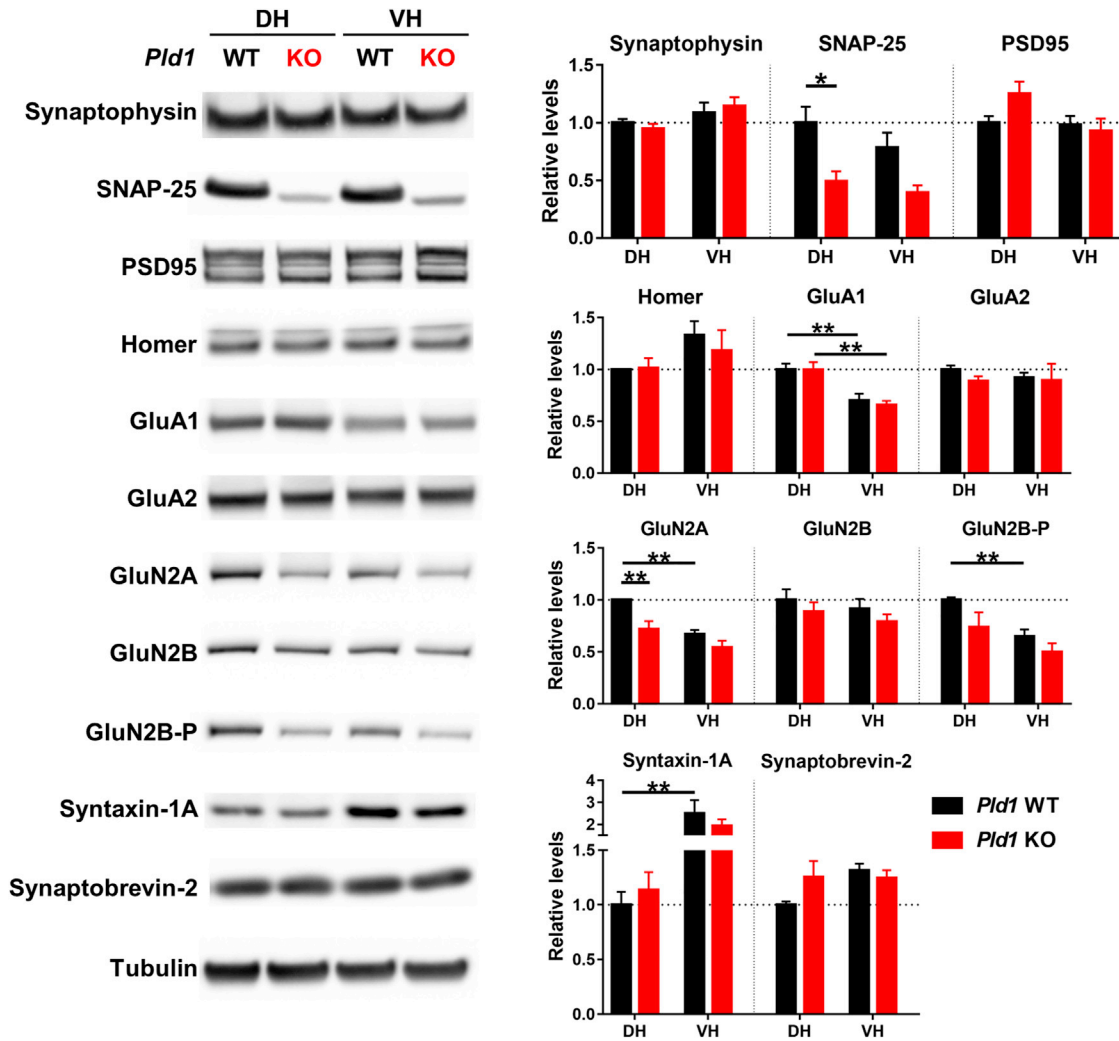 DH VH
Pld1 WT KO WT KO
Synaptophysin
SNAP-25
PSD95
Homer
GluA1
GluA2
GluN2A
GluN2B
GluN2B-P
Syntaxin-1A
Synaptobrevin-2
Tubulin
Synaptophysin SNAP-25 PSD95
Relative levels
1.5
*
1.0
0.5
0.0
DH VH DH VH DH VH
Homer GluA1 GluA2
Relative levels
1.5
**
**
1.0
0.5
0.0
DH VH DH VH DH VH
GluN2A GluN2B GluN2B-P
Relative levels
1.5
** **
**
1.0
0.5
0.0
DH VH DH VH DH VH
Syntaxin-1A Synaptobrevin-2
Relative levels
4
**
3
2
1.5
1.0
0.5
0.0
DH VH DH VH
Pld1 WT
Pld1 KO